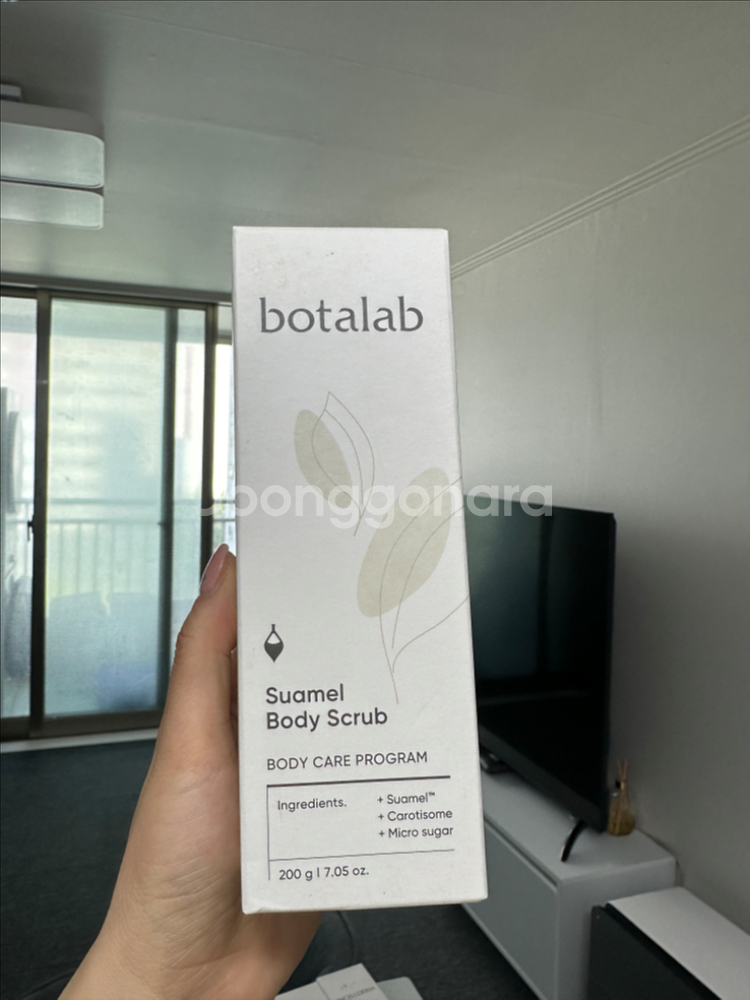 botalab
joonggonara
Suamel
Body Scrub
BODY CARE PROGRAM
Ingredients.
+ Suamel™
+ Carotisome
+ Micro sugar
200 g | 7.05 oz.